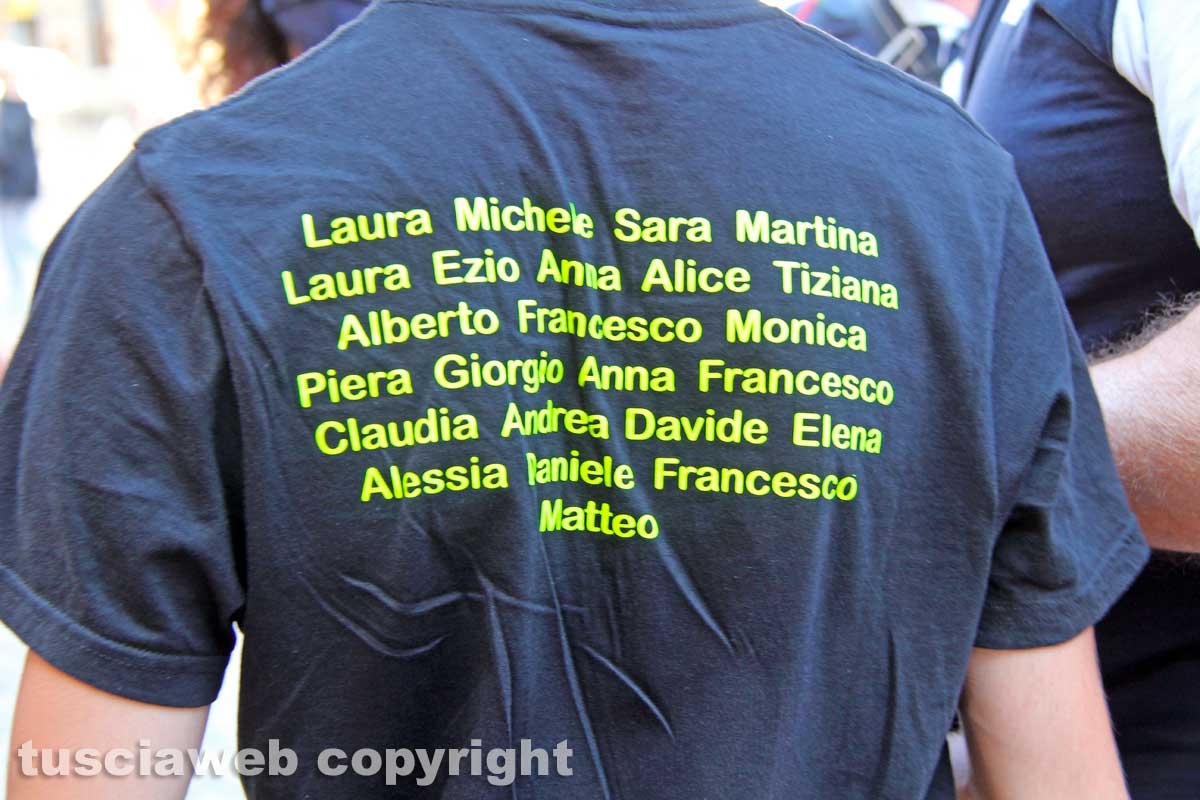 Laura Michele Sara Martina
Laura Ezio Anna Alice Tiziana
Alberto Francesco Monica
Piera Giorgio Anna Francesco
Claudia Andrea Davide Elena
Alessia Daniele Francesco
Matteo
tusciaweb copyright